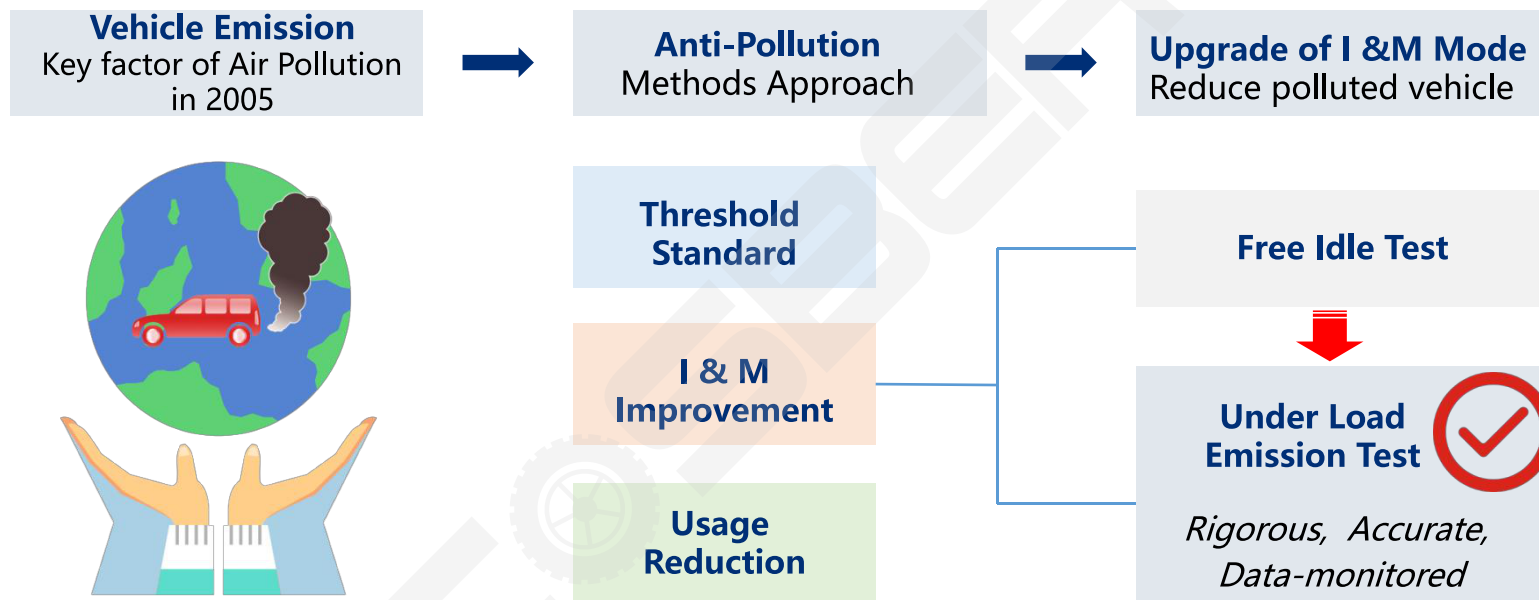 Vehicle Emission
Key factor of Air Pollution
in 2005
Anti-Pollution
Methods Approach
Upgrade of I &M Mode
Reduce polluted vehicle
Threshold
Standard
I & M
Improvement
Usage
Reduction
Free Idle Test
Under Load
Emission Test
Rigorous, Accurate,
Data-monitored